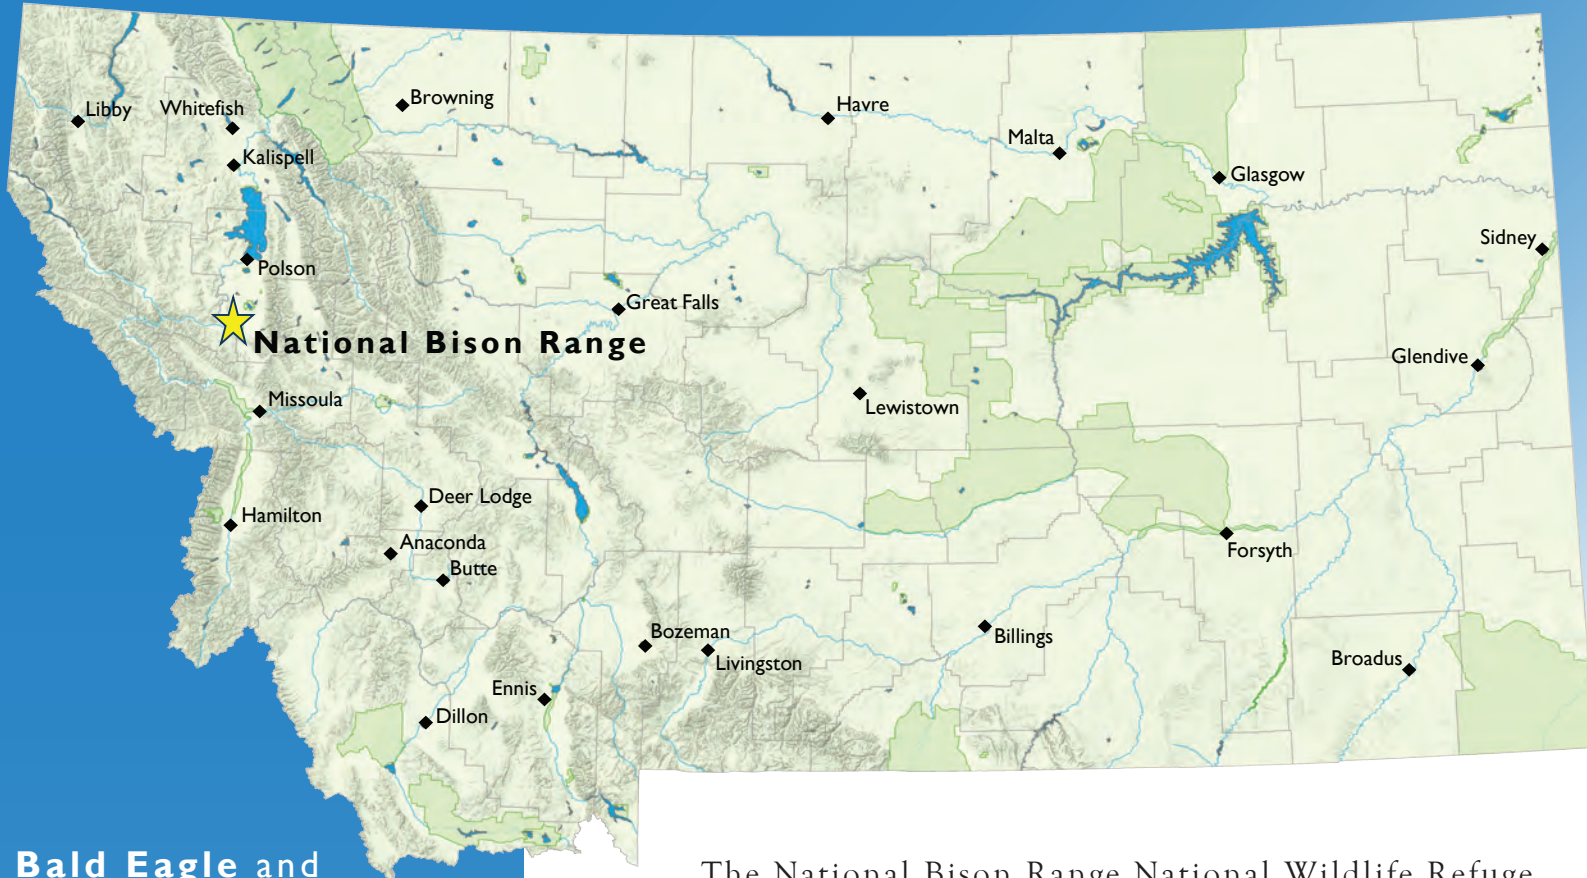 Libby
Whitefish
Browning
Havre
Malta
Kalispell
Glasgow
Sidney
Polson
Great Falls
National Bison Range
Glendive
Missoula
Lewistown
Deer Lodge
Hamilton
Anaconda
Butte
Forsyth
Bozeman
Billings
Livingston
Broadus
Ennis
Dillon
Bald Eagle and
The National Bison Range National Wildlife Refuge